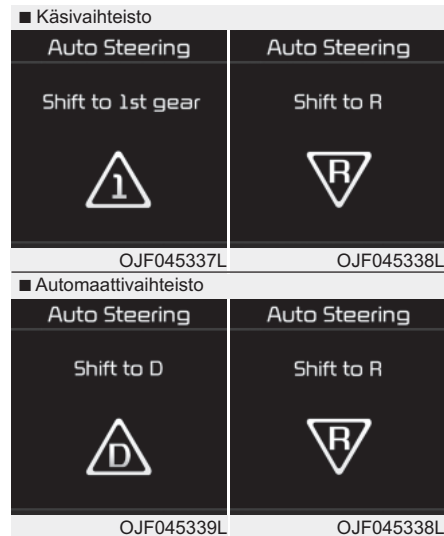 ■ Käsivaihteisto
Auto Steering
Shift to 1st gear
1
OJF045337L
Auto Steering
Shift to R
R
OJF045338L
■ Automaattivaihteisto
Auto Steering
Shift to D
D
OJF045339L
Auto Steering
Shift to R
R
OJF045338L